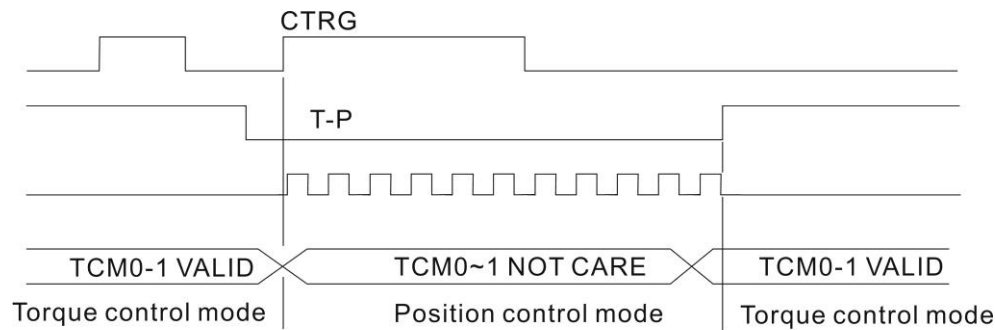 CTRG
T-P
TCM0-1 VALID
TCM0~1 NOT CARE
TCM0-1 VALID
Torque control mode
Position control mode
Torque control mode